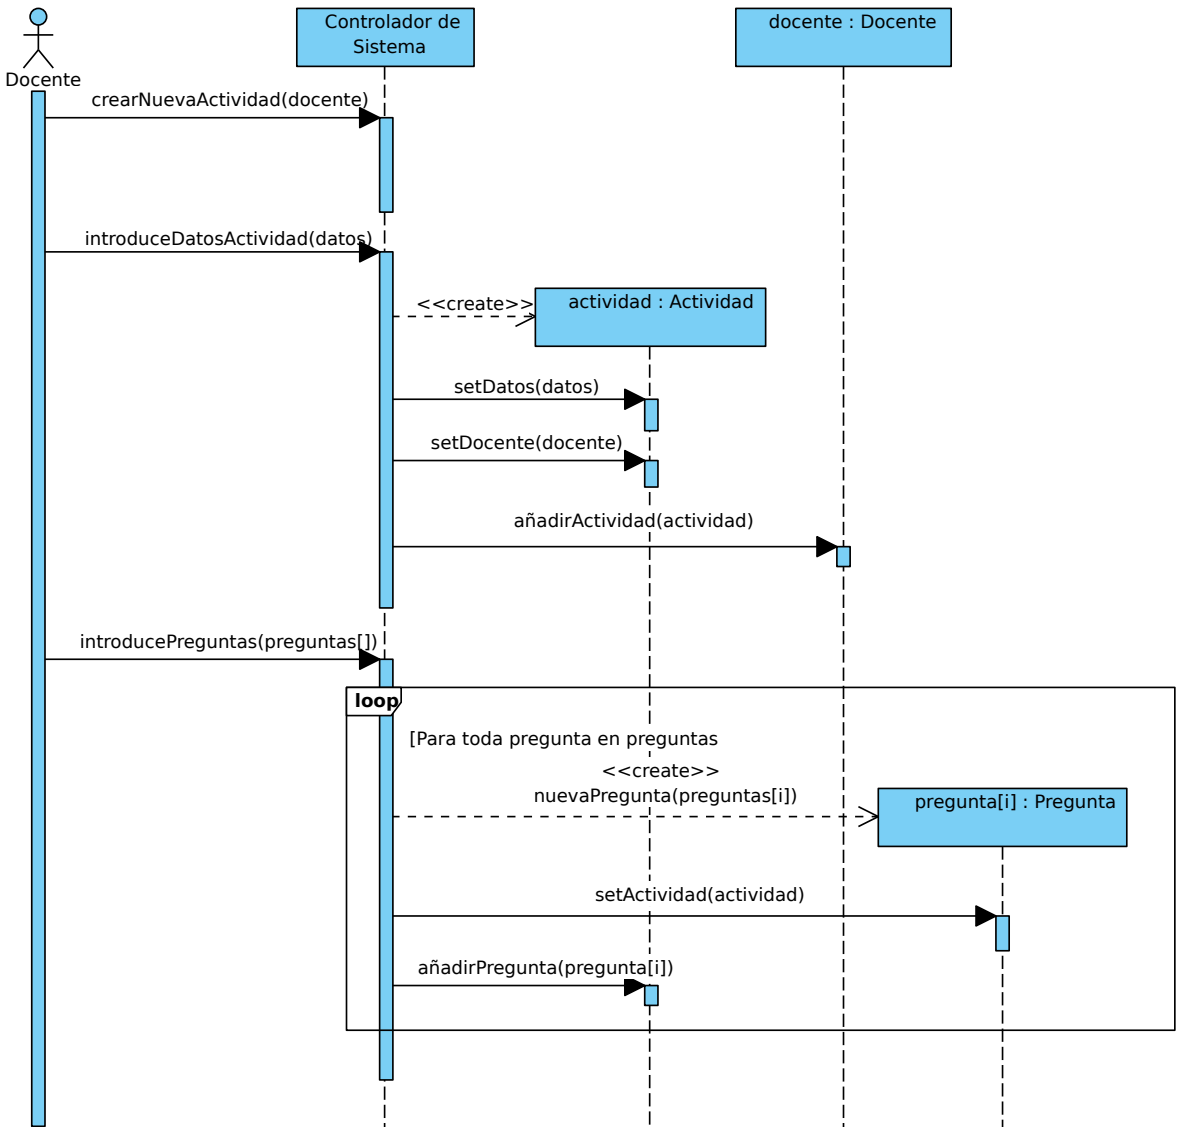 Controlador de
Sistema
docente : Docente
Docente
crearNuevaActividad(docente)
introduceDatosActividad(datos)
<<create>>
actividad : Actividad
setDatos(datos)
setDocente(docente)
añadirActividad(actividad)
introducePreguntas(preguntas[])
loop
[Para toda pregunta en preguntas
<<create>>
nuevaPregunta(preguntas[i])
pregunta[i] : Pregunta
setActividad(actividad)
añadirPregunta(pregunta[i])